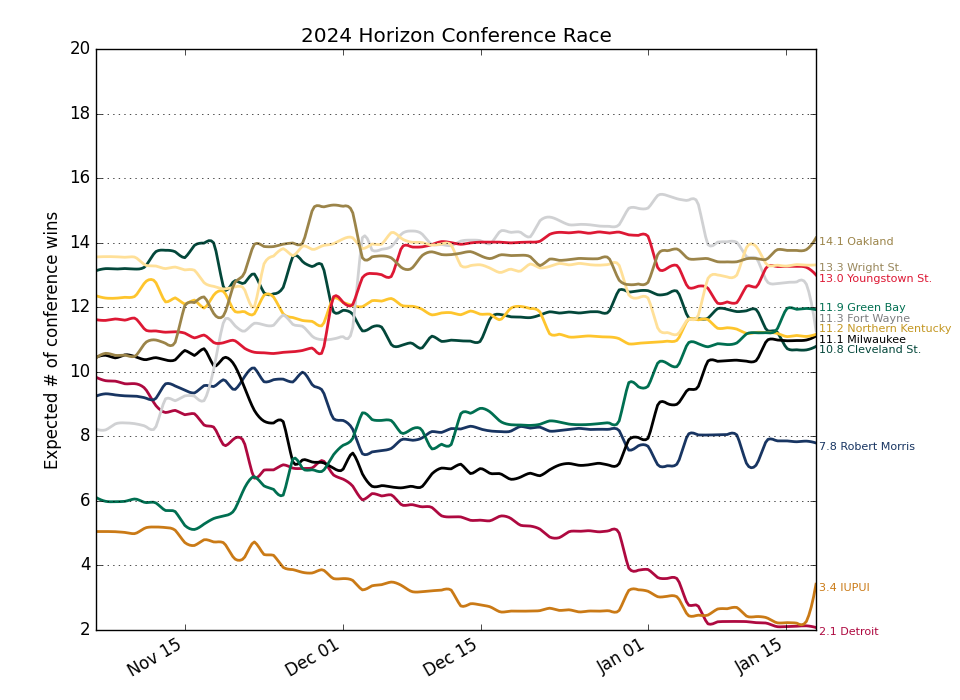 2024 Horizon Conference Race
Expected # of conference wins
20
18
16
14
12
10
8
6
4
2
Nov 15
Dec 01
Dec 15
Jan 01
Jan 15
14.1 Oakland
13.3 Wright St.
13.0 Youngstown St.
11.9 Green Bay
11.3 Fort Wayne
11.2 Northern Kentucky
11.1 Milwaukee
10.8 Cleveland St.
7.8 Robert Morris
3.4 IUPUI
2.1 Detroit